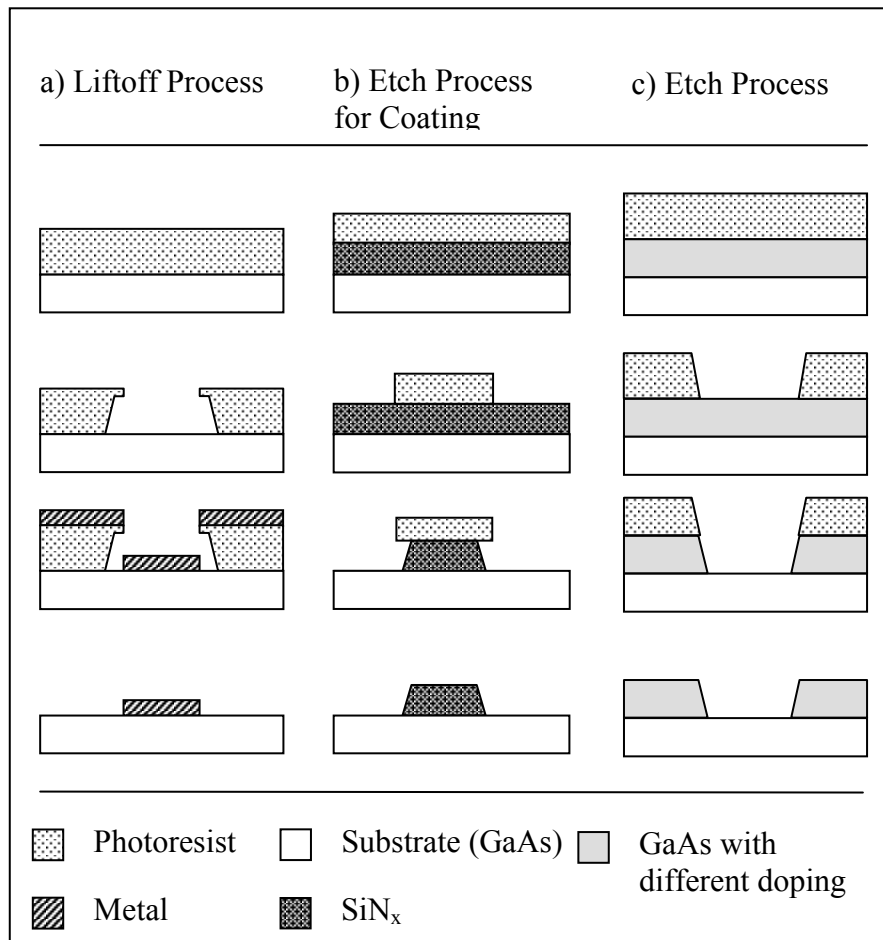 a) Liftoff Process
b) Etch Process
for Coating
c) Etch Process
Photoresist
Substrate (GaAs)
GaAs with
different doping
Metal
SiNx